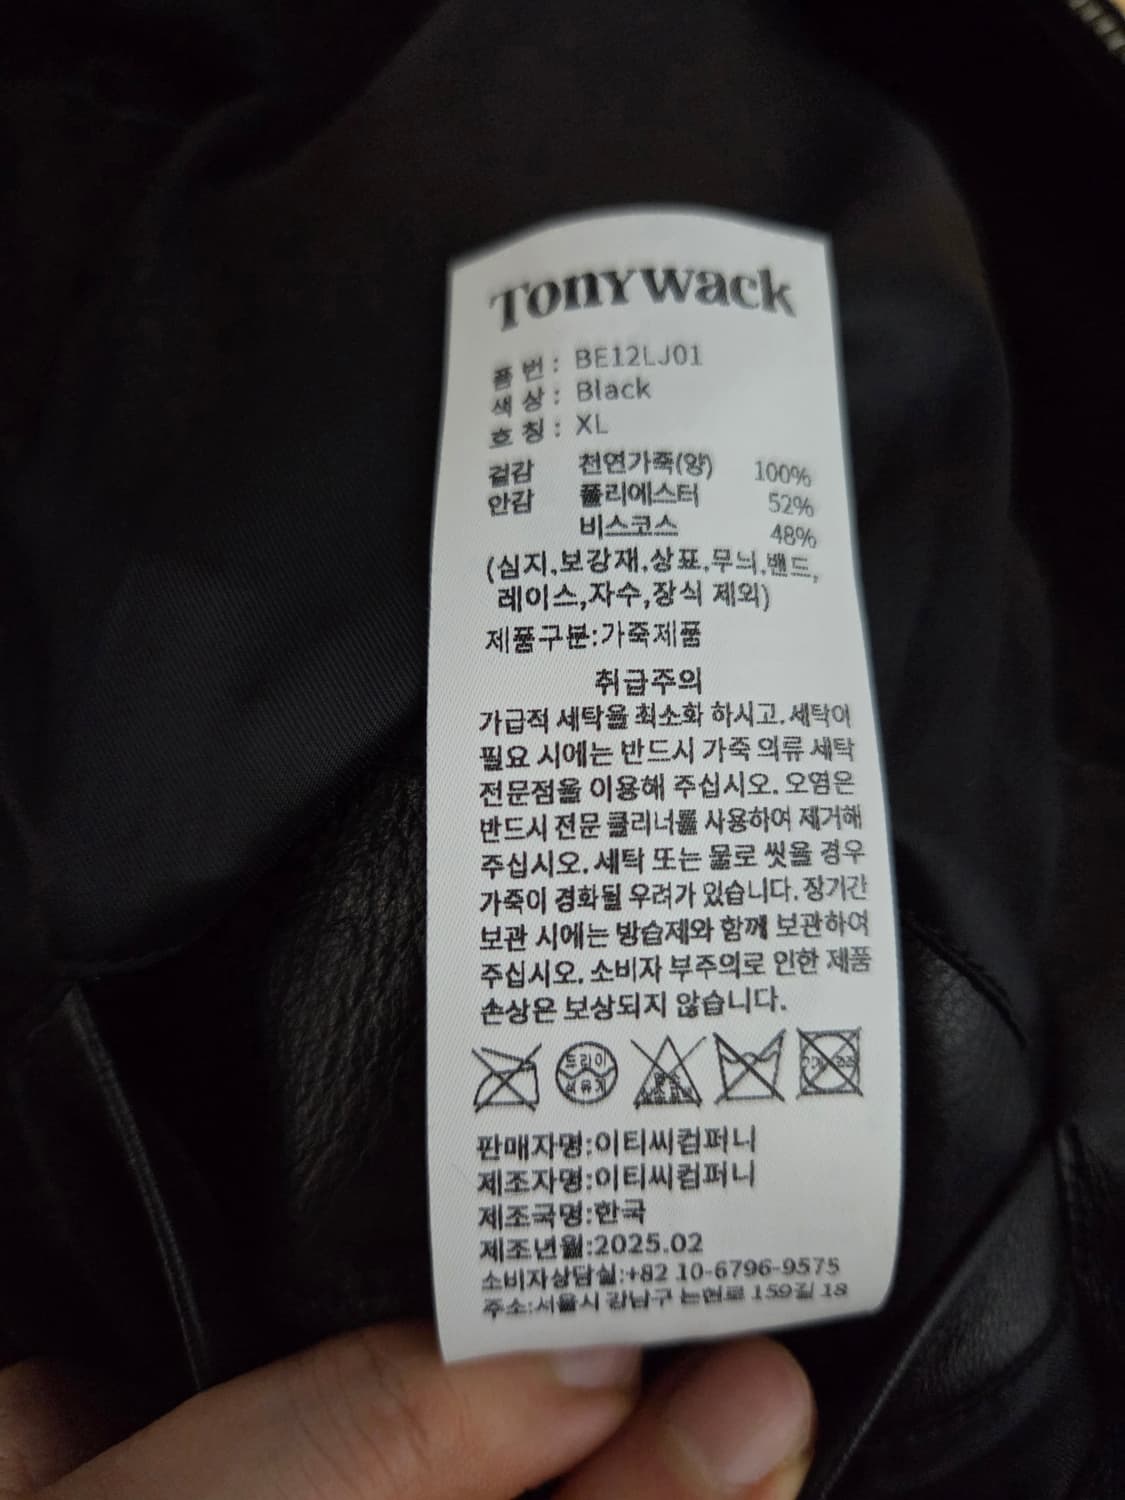 TONYWACK
품 번 : BE12LJ01
색 상 : Black
호 칭 : XL
겉감 천연가죽(양) 100%
안감 폴리에스터 52%
비스코스 48%
(심지,보강재,상표,무늬,밴드,
레이스,자수,장식 제외)
제품구분:가죽제품
취급주의
가급적 세탁을 최소화 하시고, 세탁이
필요 시에는 반드시 가죽 의류 세탁
전문점을 이용해 주십시오. 오염은
반드시 전문 클리너를 사용하여 제거해
주십시오. 세탁 또는 물로 씻을 경우
가죽이 경화될 우려가 있습니다. 장기간
보관 시에는 방습제와 함께 보관하여
주십시오. 소비자 부주의로 인한 제품
손상은 보상되지 않습니다.
드라이
석유계
판매자명:이티씨컴퍼니
제조자명:이티씨컴퍼니
제조국명:한국
제조년월:2025.02
소비자상담실:+82 10-6796-9575
주소:서울시 강남구 논현로 159길 18